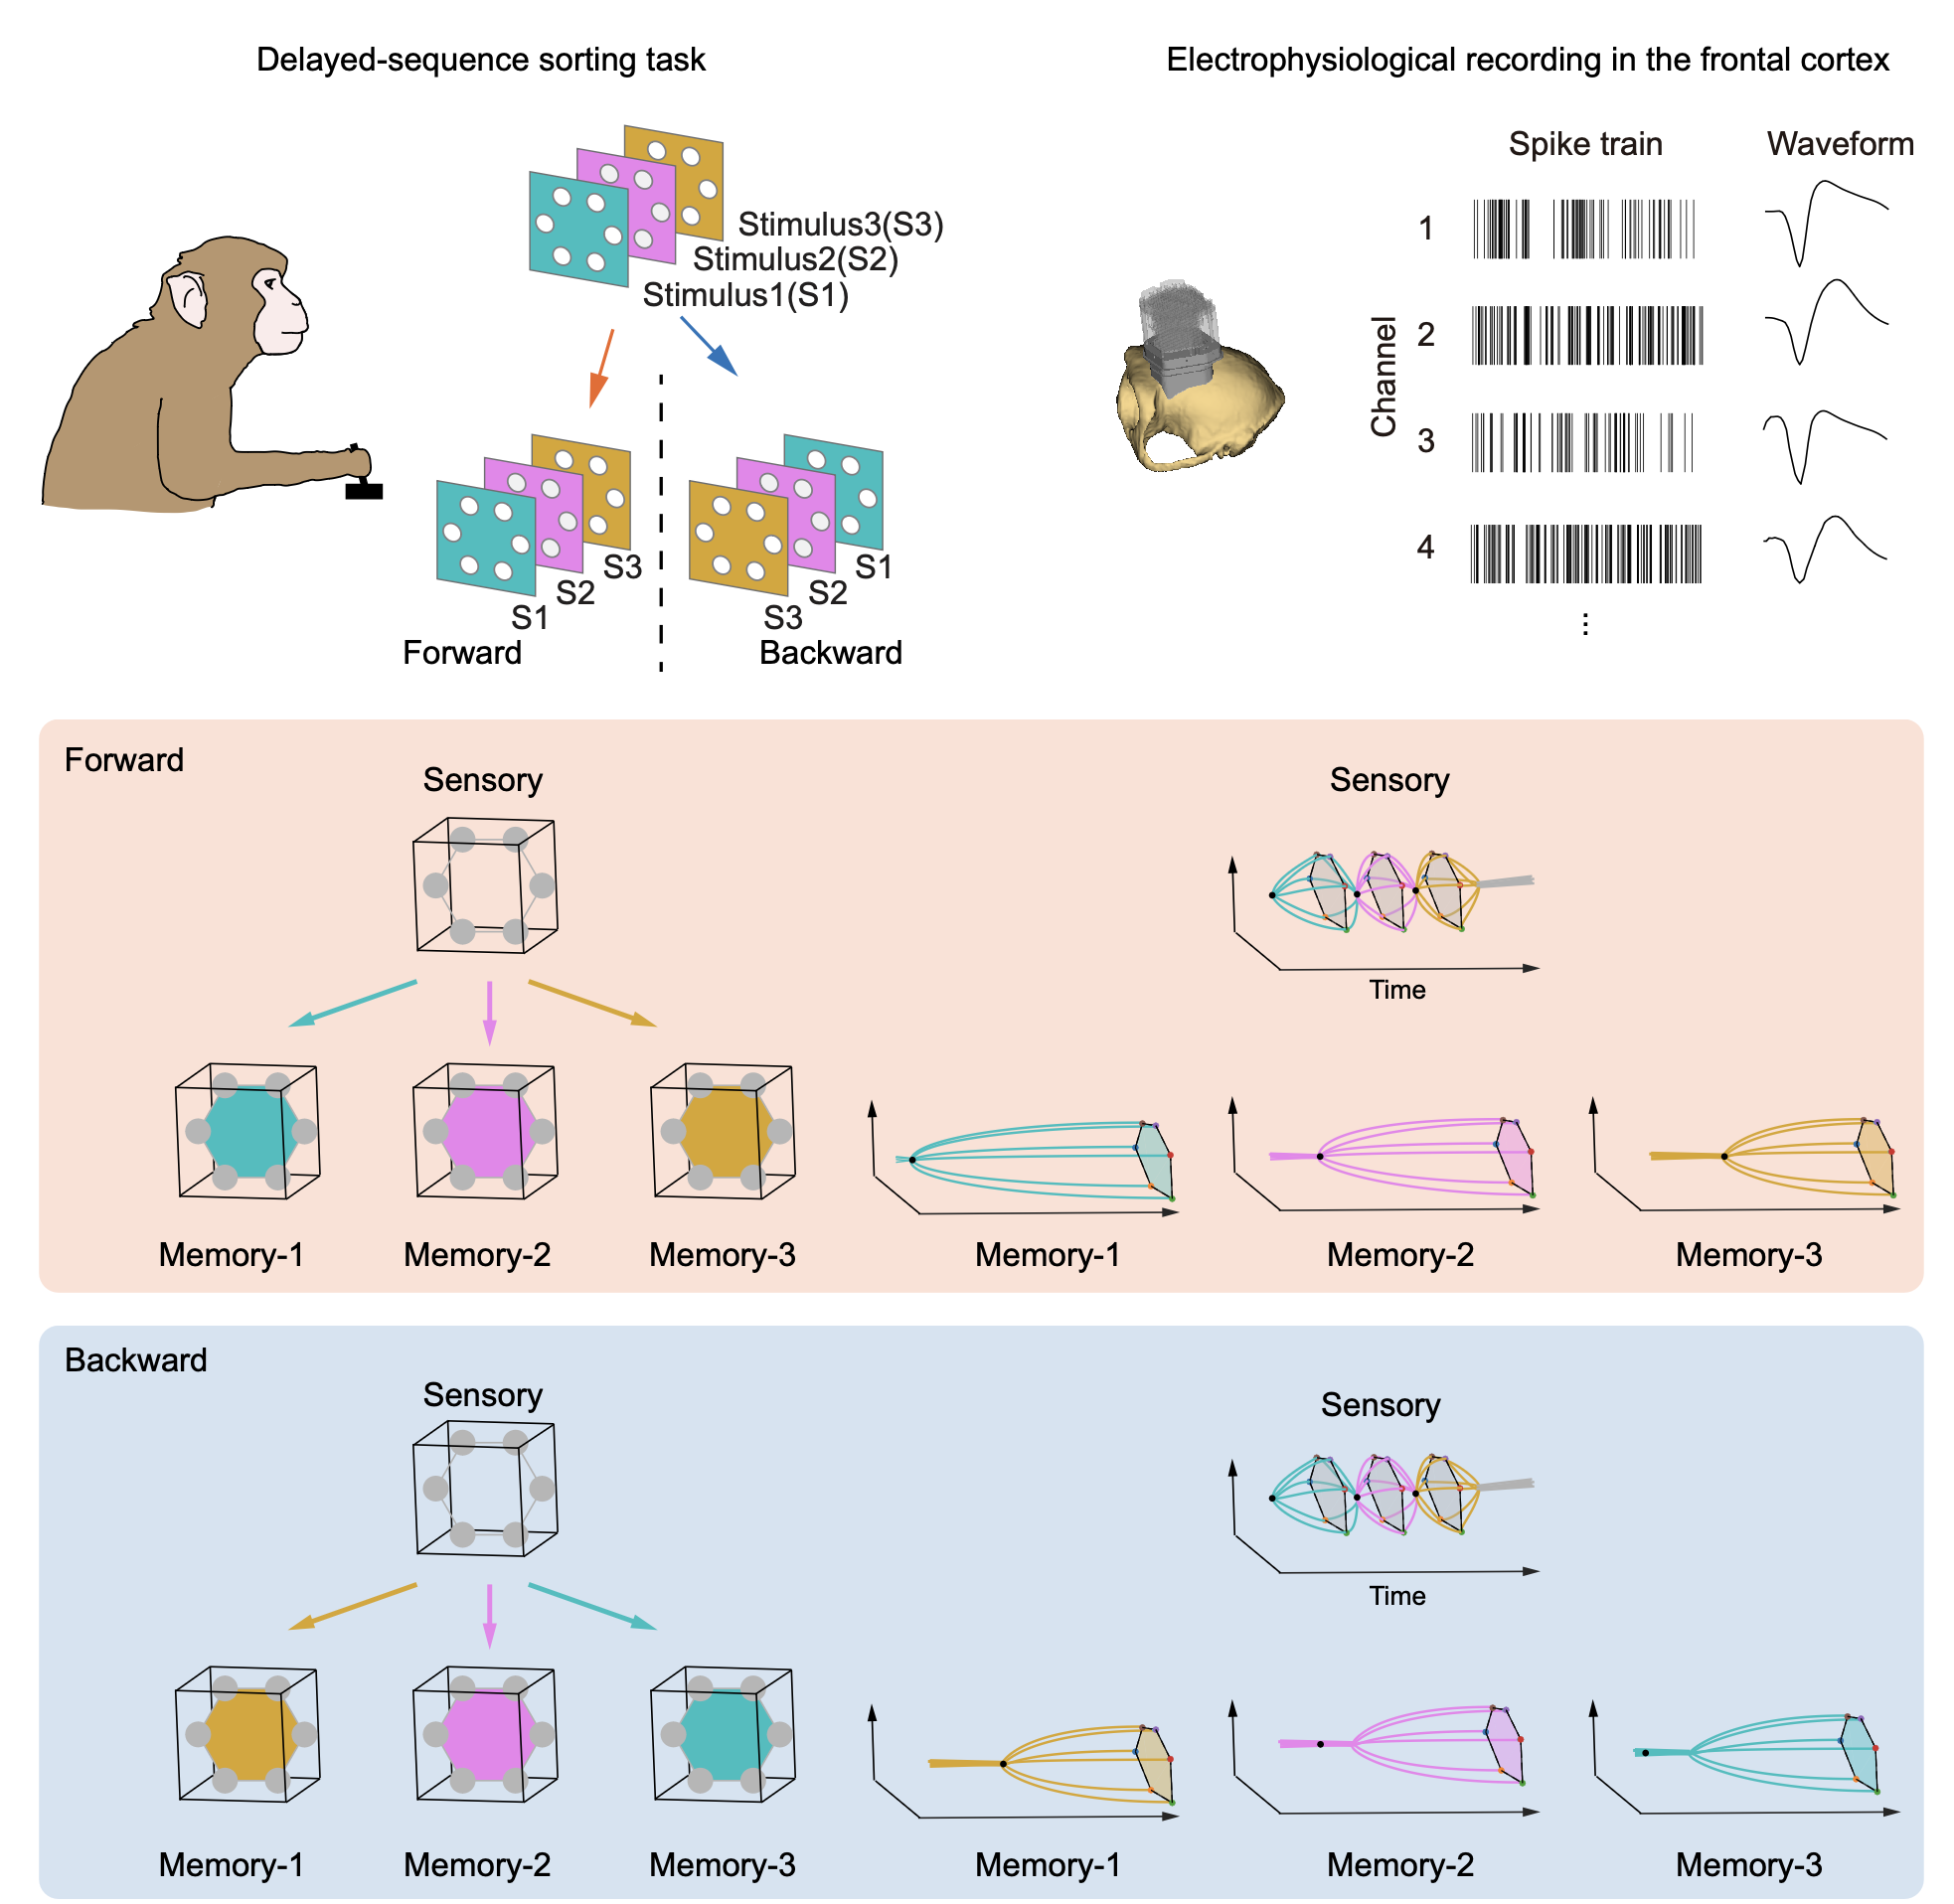 Delayed-sequence sorting task
Electrophysiological recording in the frontal cortex
Stimulus3(S3)
Stimulus2(S2)
Stimulus1(S1)
S3
S2
S1
Forward
S1
S2
S3
Backward
Spike train
Waveform
Channel
1
2
3
4
⋮
Forward
Sensory
Memory-1
Memory-2
Memory-3
Sensory
Time
Memory-1
Memory-2
Memory-3
Backward
Sensory
Memory-1
Memory-2
Memory-3
Sensory
Time
Memory-1
Memory-2
Memory-3